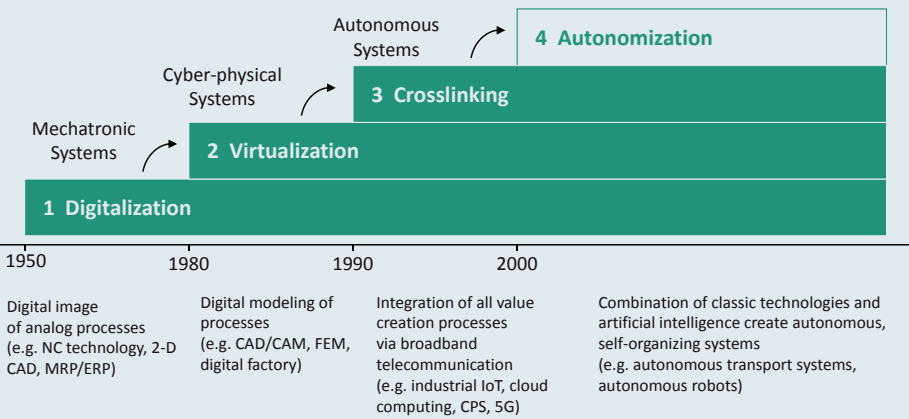 Autonomous
Systems
4 Autonomization
Cyber-physical
Systems
3 Crosslinking
Mechatronic
Systems
2 Virtualization
1 Digitalization
1950
1980
1990
2000
Digital image
of analog processes
(e.g. NC technology, 2-D
CAD, MRP/ERP)
Digital modeling of
processes
(e.g. CAD/CAM, FEM,
digital factory)
Integration of all value
creation processes
via broadband
telecommunication
(e.g. industrial IoT, cloud
computing, CPS, 5G)
Combination of classic technologies and
artificial intelligence create autonomous,
self-organizing systems
(e.g. autonomous transport systems,
autonomous robots)